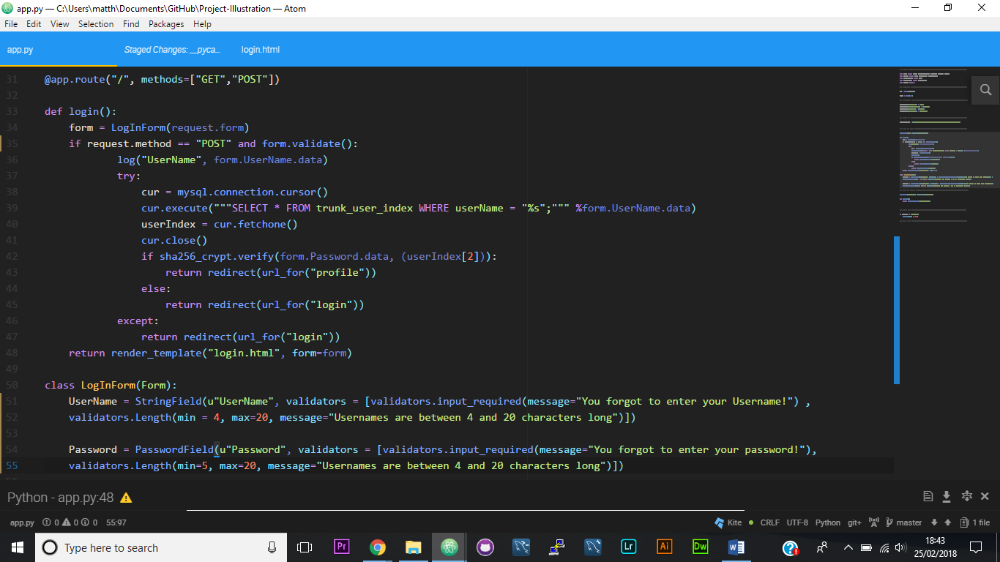 app.py — C:\Users\matth\Documents\GitHub\Project-Illustration — Atom
File Edit View Selection Find Packages Help
app.py Staged Changes: __pyca... login.html
31 @app.route("/", methods=["GET","POST"])
32
33 def login():
34 form = LogInForm(request.form)
35 if request.method == "POST" and form.validate():
36 log("UserName", form.UserName.data)
37 try:
38 cur = mysql.connection.cursor()
39 cur.execute("""SELECT * FROM trunk_user_index WHERE userName = "%s";""" %form.UserName.data)
40 userIndex = cur.fetchone()
41 cur.close()
42 if sha256_crypt.verify(form.Password.data, (userIndex[2])):
43 return redirect(url_for("profile"))
44 else:
45 return redirect(url_for("login"))
46 except:
47 return redirect(url_for("login"))
48 return render_template("login.html", form=form)
49
50 class LogInForm(Form):
51 UserName = StringField(u"UserName", validators = [validators.input_required(message="You forgot to enter your Username!") ,
52 validators.Length(min = 4, max=20, message="Usernames are between 4 and 20 characters long")])
53
54 Password = PasswordField(u"Password", validators = [validators.input_required(message="You forgot to enter your password!"),
55 validators.Length(min=5, max=20, message="Usernames are between 4 and 20 characters long")])
Python - app.py:48
app.py 0 0 0 55:97 Kite CRLF UTF-8 Python git+ master 1 file
Type here to search Pr Lr Ai Dw W 18:43
25/02/2018